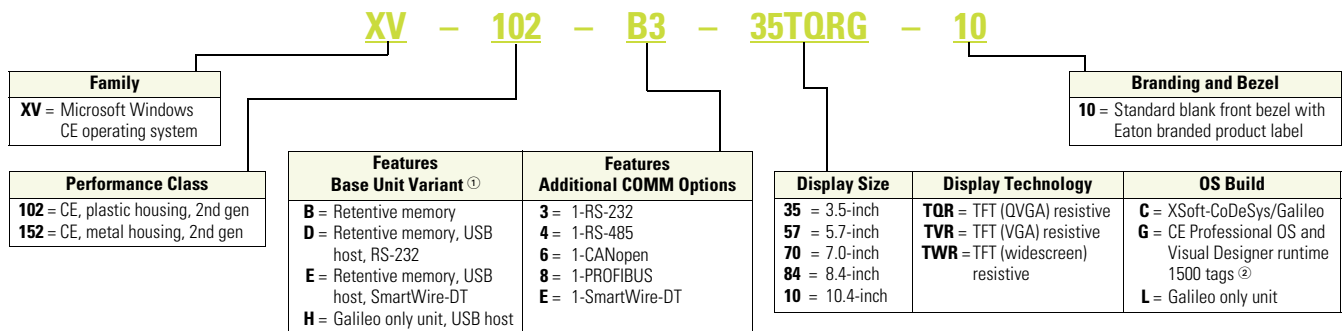 XV – 102 – B3 – 35TQRG – 10
Family
XV = Microsoft Windows
CE operating system
Branding and Bezel
10 = Standard blank front bezel with
Eaton branded product label
Performance Class
102 = CE, plastic housing, 2nd gen
152 = CE, metal housing, 2nd gen
Features
Base Unit Variant ①
B = Retentive memory
D = Retentive memory, USB
host, RS-232
E = Retentive memory, USB
host, SmartWire-DT
H = Galileo only unit, USB host
Features
Additional COMM Options
3 = 1-RS-232
4 = 1-RS-485
6 = 1-CANopen
8 = 1-PROFIBUS
E = 1-SmartWire-DT
Display Size
35 = 3.5-inch
57 = 5.7-inch
70 = 7.0-inch
84 = 8.4-inch
10 = 10.4-inch
Display Technology
TQR = TFT (QVGA) resistive
TVR = TFT (VGA) resistive
TWR = TFT (widescreen)
resistive
OS Build
C = XSoft-CoDeSys/Galileo
G = CE Professional OS and
Visual Designer runtime
1500 tags ②
L = Galileo only unit